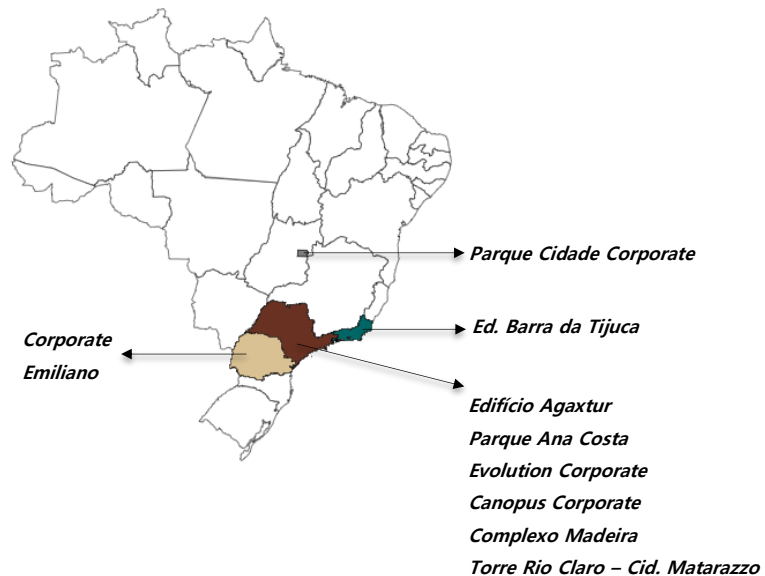 Parque Cidade Corporate
Ed. Barra da Tijuca
Corporate
Emiliano
Edifício Agaxtur
Parque Ana Costa
Evolution Corporate
Canopus Corporate
Complexo Madeira
Torre Rio Claro – Cid. Matarazzo